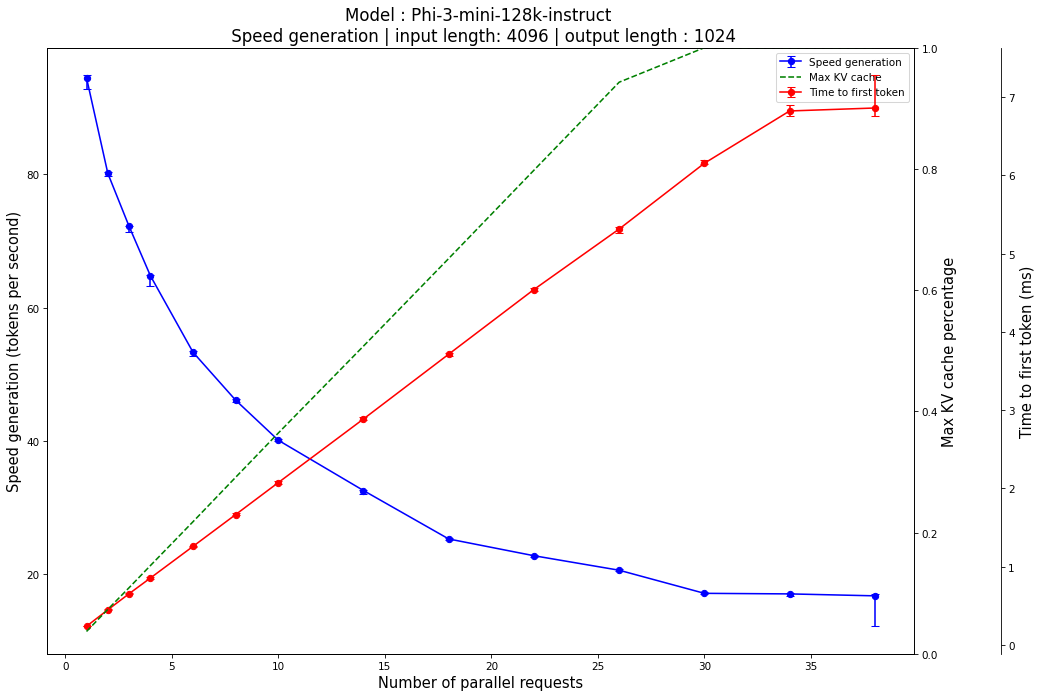 Model : Phi-3-mini-128k-instruct
Speed generation | input length: 4096 | output length : 1024
Speed generation
Max KV cache
Time to first token
Speed generation (tokens per second)
80
60
40
20
0
5
10
15
20
25
30
35
Number of parallel requests
1.0
0.8
0.6
0.4
0.2
0.0
Max KV cache percentage
7
6
5
4
3
2
1
0
Time to first token (ms)